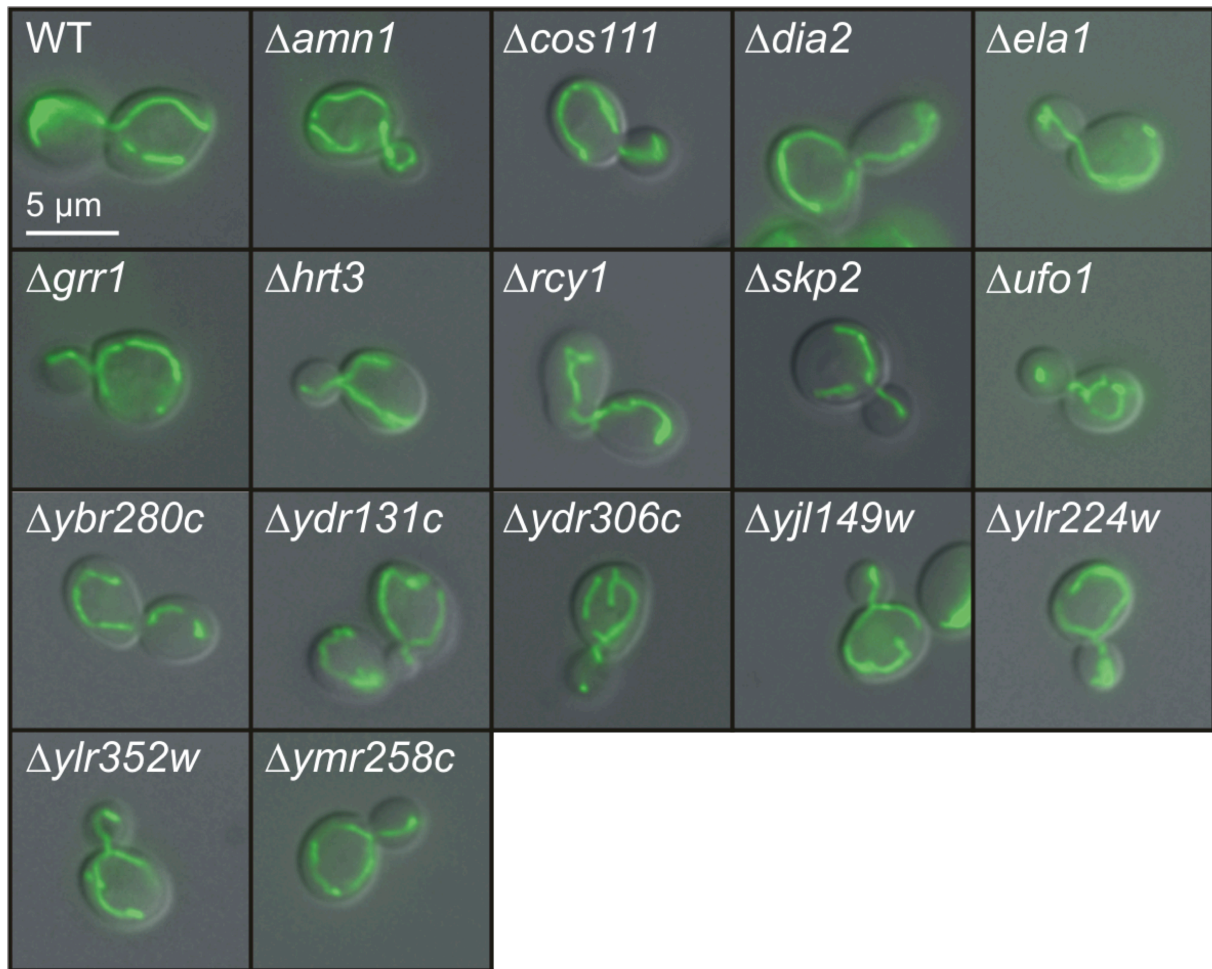 WT
Δamn1
Δcos111
Δdia2
Δela1
5 µm
Δgrr1
Δhrt3
Δrcy1
Δskp2
Δufo1
Δybr280c
Δydr131c
Δydr306c
Δyjl149w
Δylr224w
Δylr352w
Δymr258c